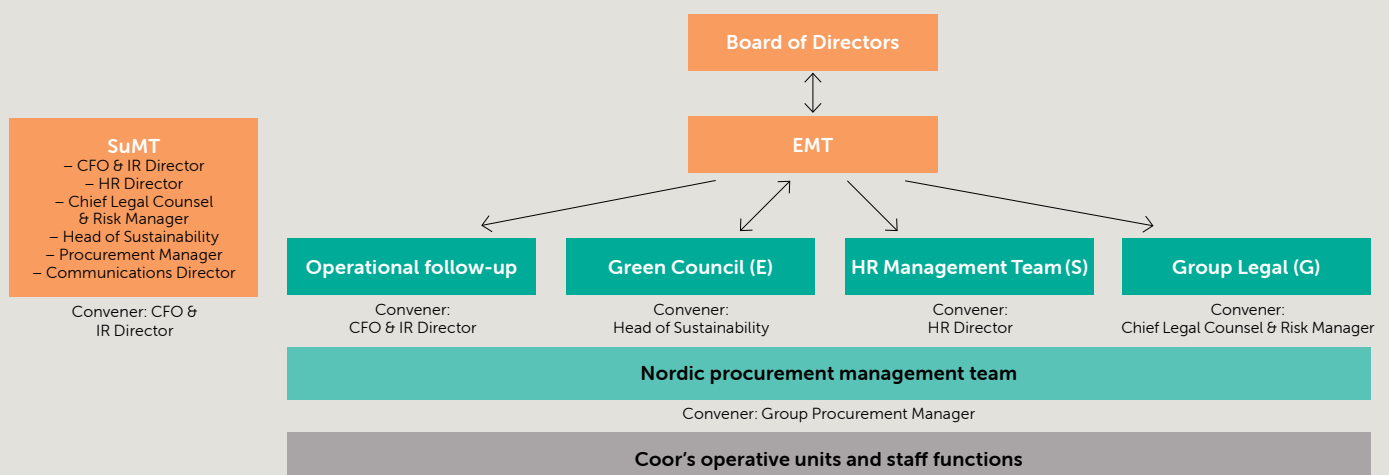 Board of Directors
EMT
SuMT
– CFO & IR Director
– HR Director
– Chief Legal Counsel
& Risk Manager
– Head of Sustainability
– Procurement Manager
– Communications Director
Convener: CFO &
IR Director
Operational follow-up
Convener:
CFO & IR Director
Green Council (E)
Convener:
Head of Sustainability
HR Management Team (S)
Convener:
HR Director
Group Legal (G)
Convener:
Chief Legal Counsel & Risk Manager
Nordic procurement management team
Convener: Group Procurement Manager
Coor’s operative units and staff functions